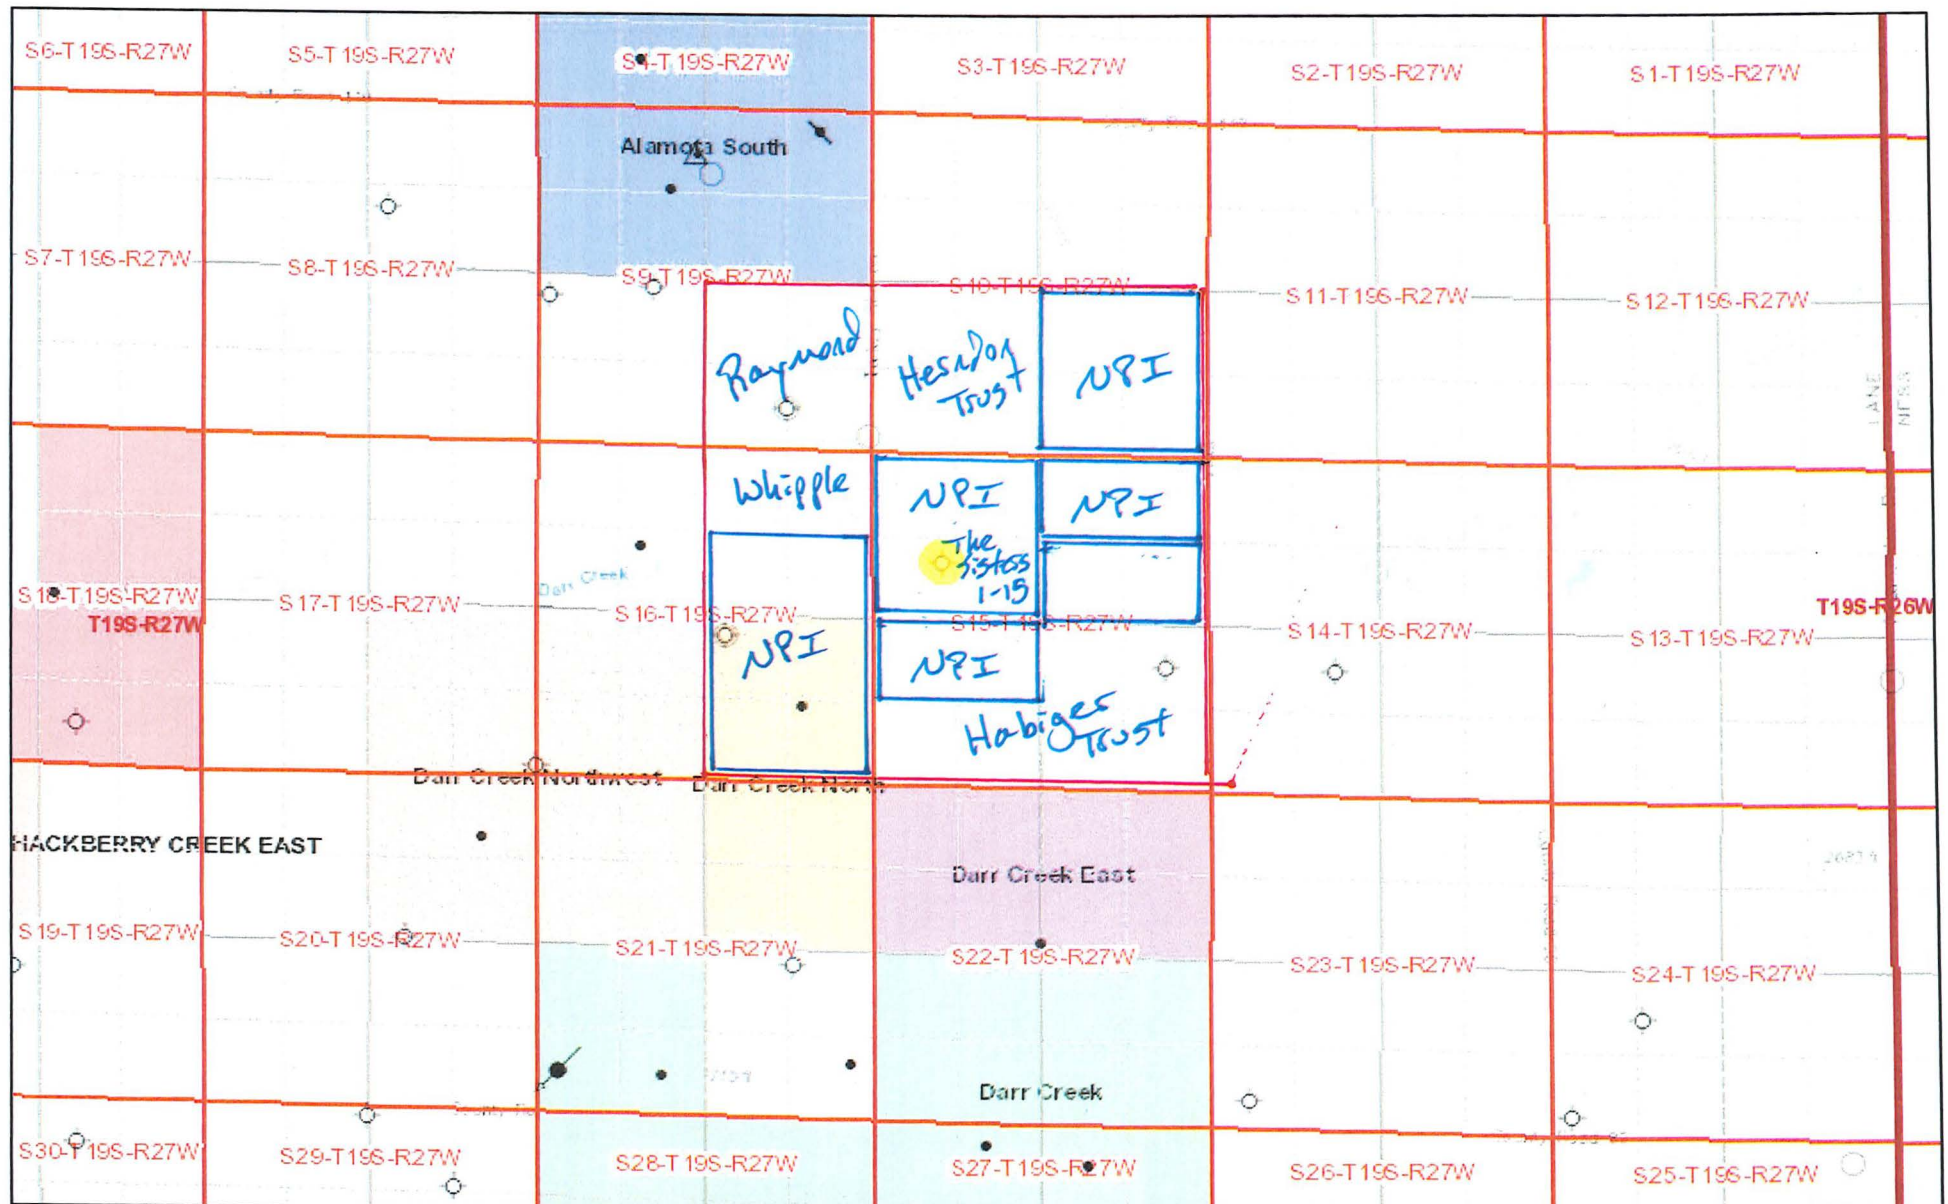 S6-T19S-R27W
S5-T19S-R27W
S4-T19S-R27W
S3-T19S-R27W
S2-T19S-R27W
S1-T19S-R27W
Alamota South
S7-T19S-R27W
S8-T19S-R27W
S9-T19S-R27W
S10-T19S-R27W
S11-T19S-R27W
S12-T19S-R27W
Raymond
Herndon
Trust
NPI
LANE
NESS
Whipple
NPI
NPI
The
Sisters
1-15
Darr Creek
S18-T19S-R27W
T19S-R27W
S17-T19S-R27W
S16-T19S-R27W
S15-T19S-R27W
S14-T19S-R27W
S13-T19S-R27W
T19S-R26W
NPI
NPI
Habiger
Trust
Darr Creek Northwest
Darr Creek North
HACKBERRY CREEK EAST
Darr Creek East
S19-T19S-R27W
S20-T19S-R27W
S21-T19S-R27W
S22-T19S-R27W
S23-T19S-R27W
S24-T19S-R27W
Darr Creek
S30-T19S-R27W
S29-T19S-R27W
S28-T19S-R27W
S27-T19S-R27W
S26-T19S-R27W
S25-T19S-R27W